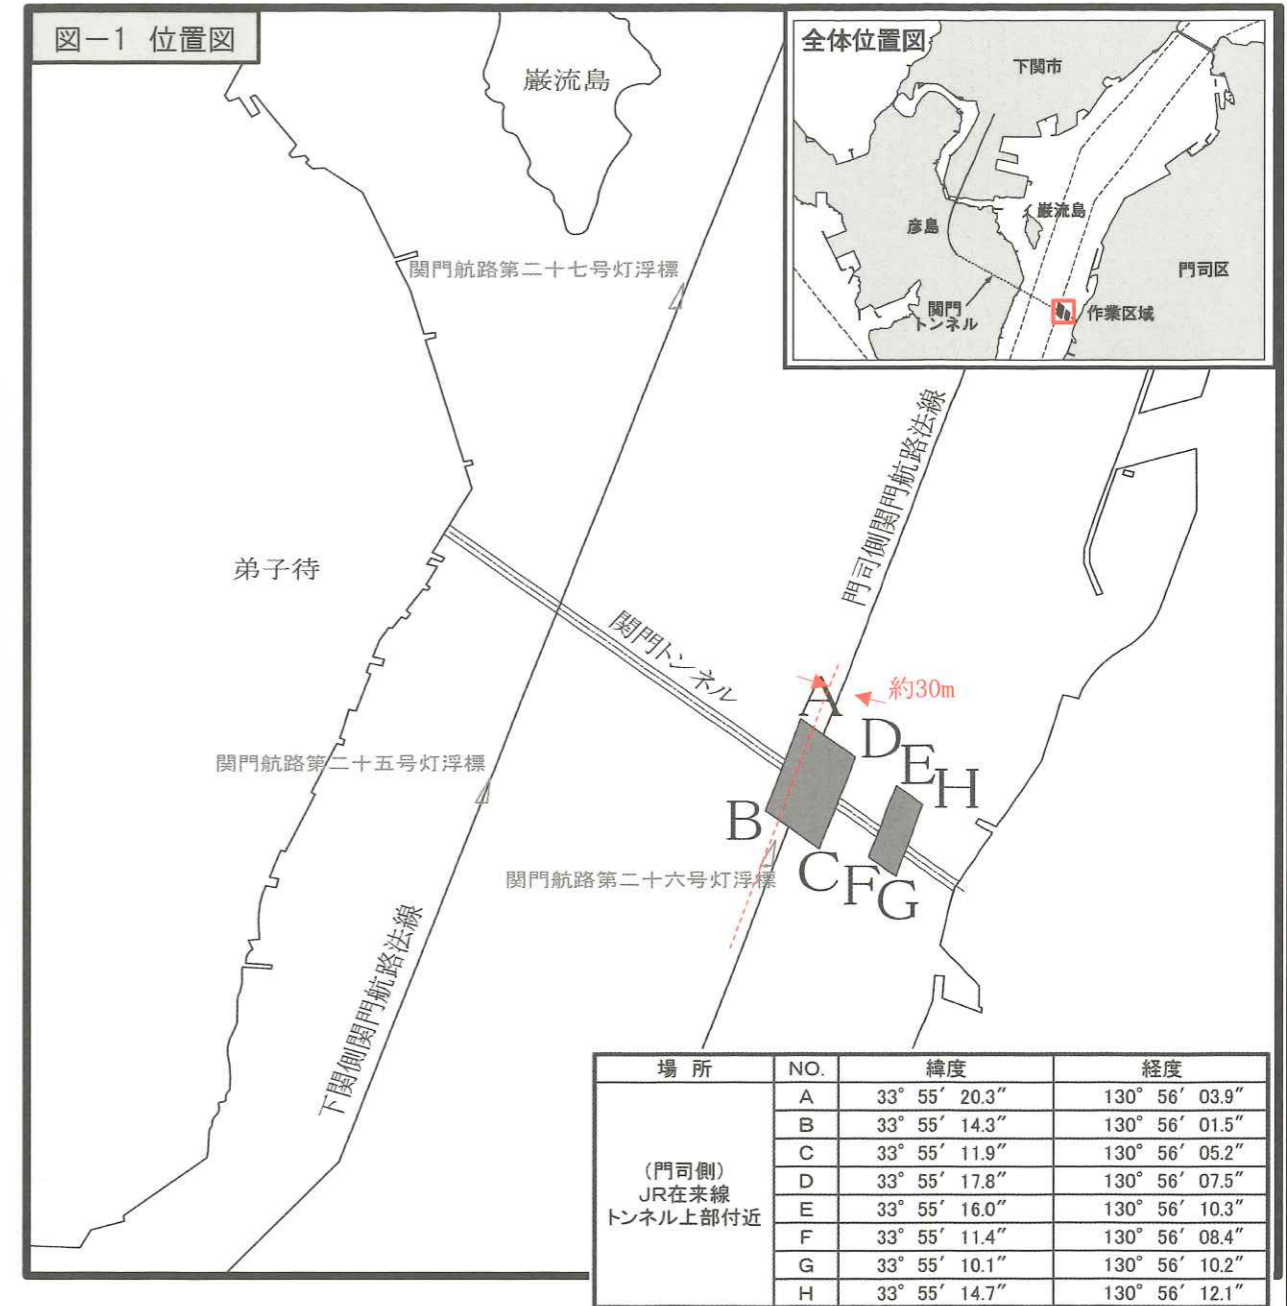 図－1 位置図
巌流島
全体位置図
下関市
巌流島
彦島
門司区
関門
トンネル
作業区域
関門航路第二十七号灯浮標
門司側関門航路法線
弟子待
関門トンネル
約30m
A
D
E
H
関門航路第二十五号灯浮標
B
C
F
G
関門航路第二十六号灯浮標
下関側関門航路法線
場 所 NO. 緯度 経度
(門司側)
JR在来線
トンネル上部付近
A 33° 55′ 20.3″ 130° 56′ 03.9″
B 33° 55′ 14.3″ 130° 56′ 01.5″
C 33° 55′ 11.9″ 130° 56′ 05.2″
D 33° 55′ 17.8″ 130° 56′ 07.5″
E 33° 55′ 16.0″ 130° 56′ 10.3″
F 33° 55′ 11.4″ 130° 56′ 08.4″
G 33° 55′ 10.1″ 130° 56′ 10.2″
H 33° 55′ 14.7″ 130° 56′ 12.1″